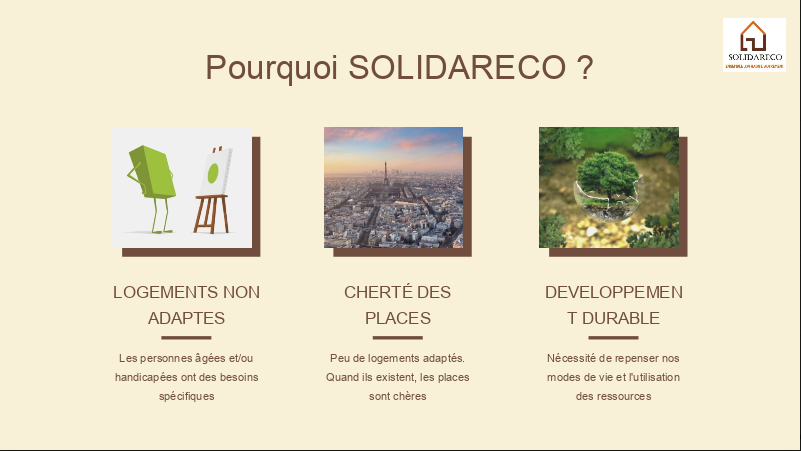 SOLIDARECO
Pourquoi SOLIDARECO ?
LOGEMENTS NON
ADAPTES
Les personnes âgées et/ou
handicapées ont des besoins
spécifiques
CHERTÉ DES
PLACES
Peu de logements adaptés.
Quand ils existent, les places
sont chères
DEVELOPPEMEN
T DURABLE
Nécessité de repenser nos
modes de vie et l'utilisation
des ressources